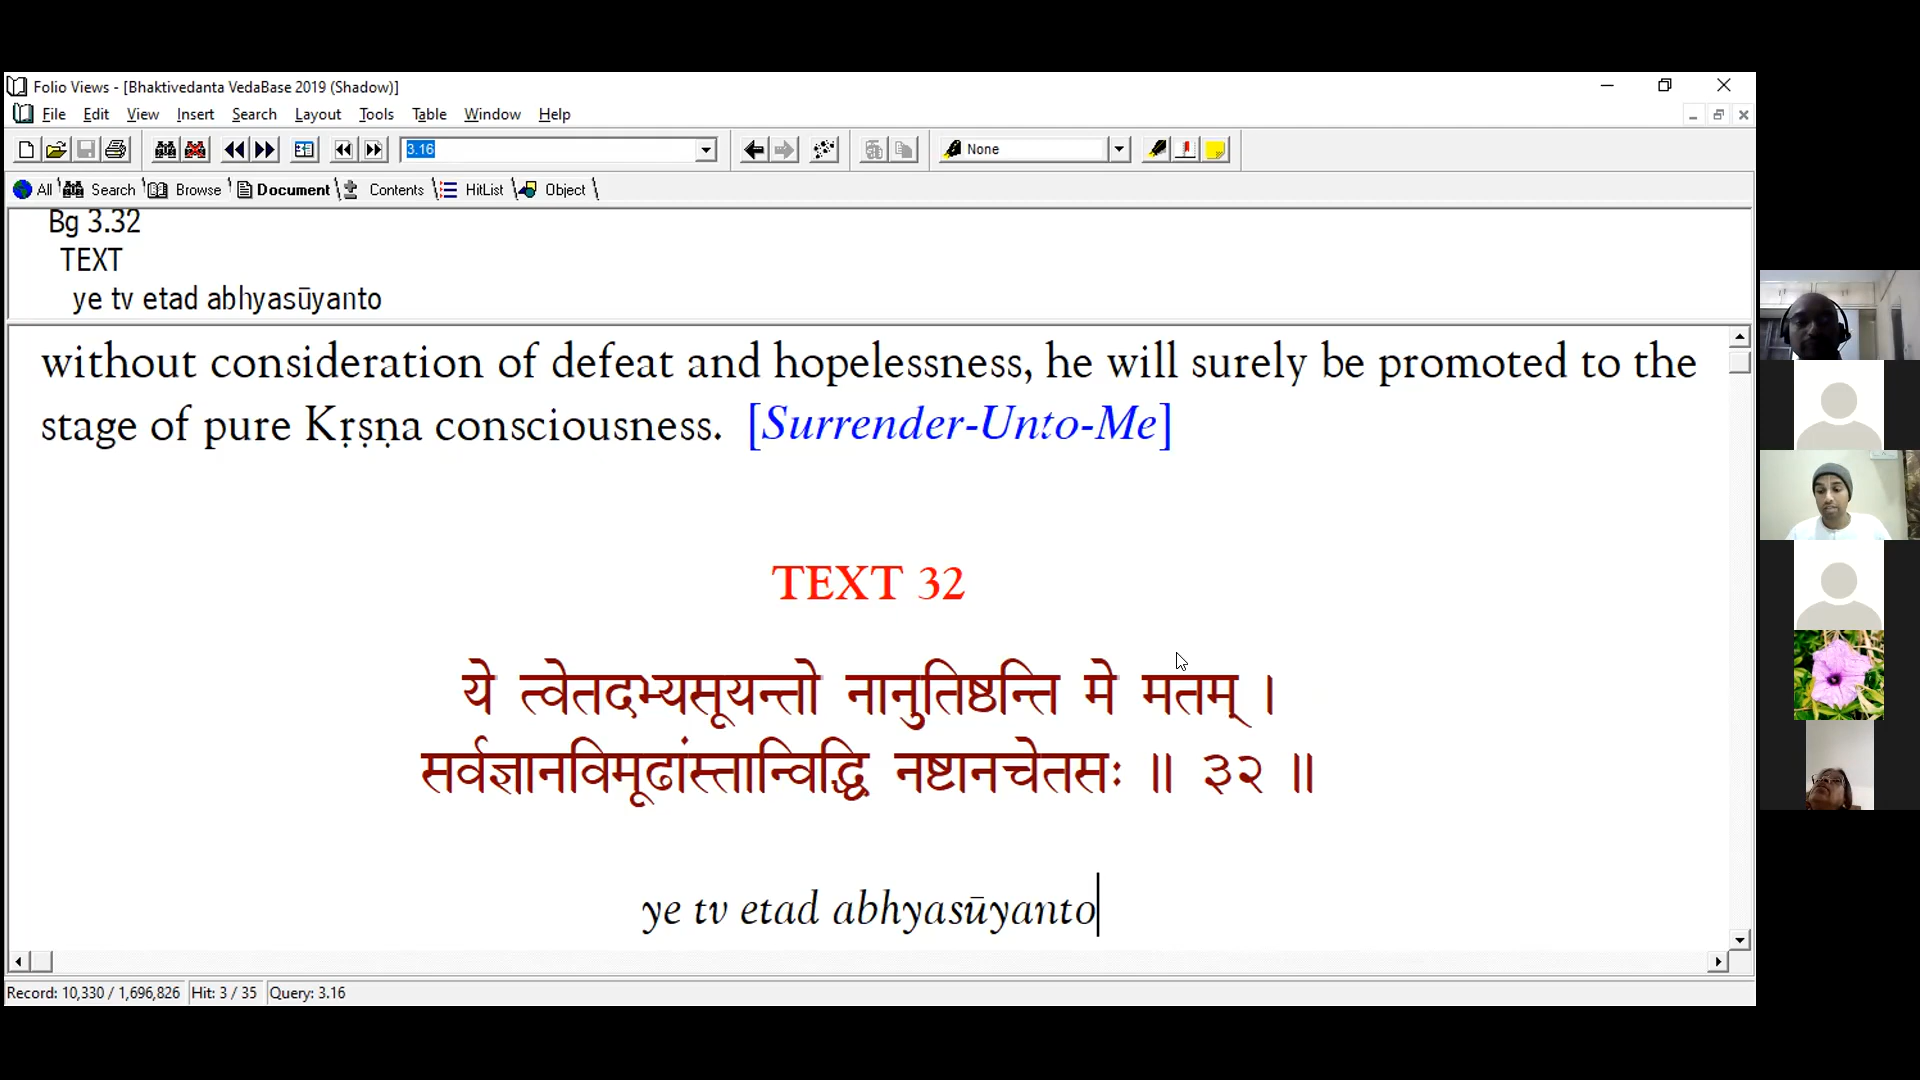 Folio Views - [Bhaktivedanta VedaBase 2019 (Shadow)]
File Edit View Insert Search Layout Tools Table Window Help
3.16 None
All Search Browse Document Contents HitList Object
Bg 3.32
TEXT
ye tv etad abhyasūyanto
without consideration of defeat and hopelessness, he will surely be promoted to the
stage of pure Kṛṣṇa consciousness. [Surrender-Unto-Me]
TEXT 32
ये त्वेतदभ्यसूयन्तो नानुतिष्ठन्ति मे मतम् ।
सर्वज्ञानविमूढांस्तान्विद्धि नष्टानचेतसः ॥ ३२ ॥
ye tv etad abhyasūyanto
Record: 10,330 / 1,696,826 Hit: 3 / 35 Query: 3.16